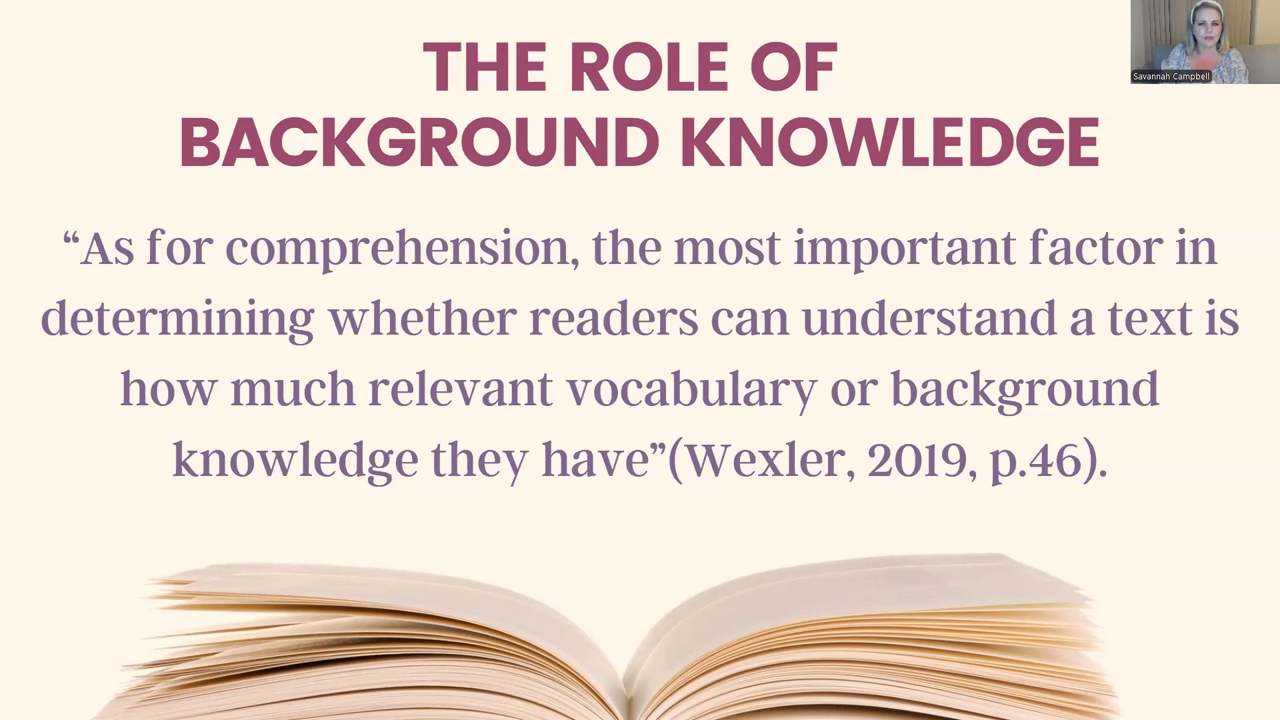 THE ROLE OF
BACKGROUND KNOWLEDGE
Savannah Campbell
“As for comprehension, the most important factor in
determining whether readers can understand a text is
how much relevant vocabulary or background
knowledge they have”(Wexler, 2019, p.46).